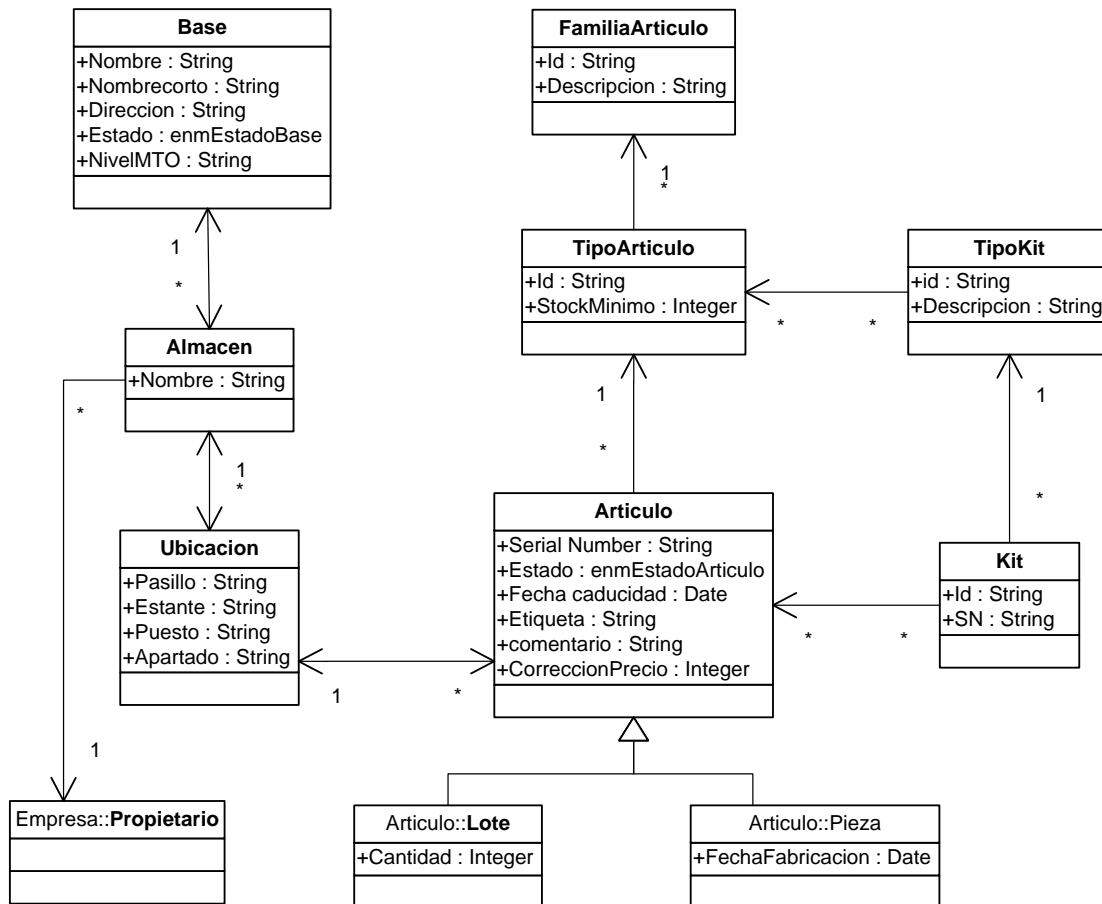 Base
+Nombre : String
+Nombrecorto : String
+Direccion : String
+Estado : enmEstadoBase
+NivelMTO : String
FamiliaArticulo
+Id : String
+Descripcion : String
1
*
1
*
TipoArticulo
+Id : String
+StockMinimo : Integer
TipoKit
+id : String
+Descripcion : String
*
*
Almacen
+Nombre : String
*
1
*
1
*
1
*
Articulo
+Serial Number : String
+Estado : enmEstadoArticulo
+Fecha caducidad : Date
+Etiqueta : String
+comentario : String
+CorreccionPrecio : Integer
Ubicacion
+Pasillo : String
+Estante : String
+Puesto : String
+Apartado : String
Kit
+Id : String
+SN : String
*
*
1
*
1
Empresa::Propietario
Articulo::Lote
+Cantidad : Integer
Articulo::Pieza
+FechaFabricacion : Date